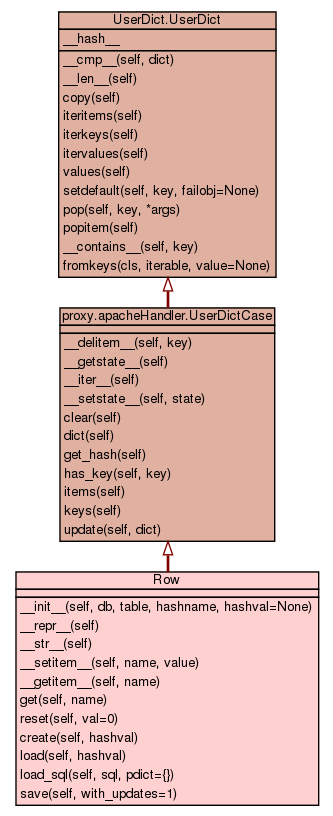 UserDict.UserDict
__hash__
__cmp__(self, dict)
__len__(self)
copy(self)
iteritems(self)
iterkeys(self)
itervalues(self)
values(self)
setdefault(self, key, failobj=None)
pop(self, key, *args)
popitem(self)
__contains__(self, key)
fromkeys(cls, iterable, value=None)
proxy.apacheHandler.UserDictCase
__delitem__(self, key)
__getstate__(self)
__iter__(self)
__setstate__(self, state)
clear(self)
dict(self)
get_hash(self)
has_key(self, key)
items(self)
keys(self)
update(self, dict)
Row
__init__(self, db, table, hashname, hashval=None)
__repr__(self)
__str__(self)
__setitem__(self, name, value)
__getitem__(self, name)
get(self, name)
reset(self, val=0)
create(self, hashval)
load(self, hashval)
load_sql(self, sql, pdict={})
save(self, with_updates=1)